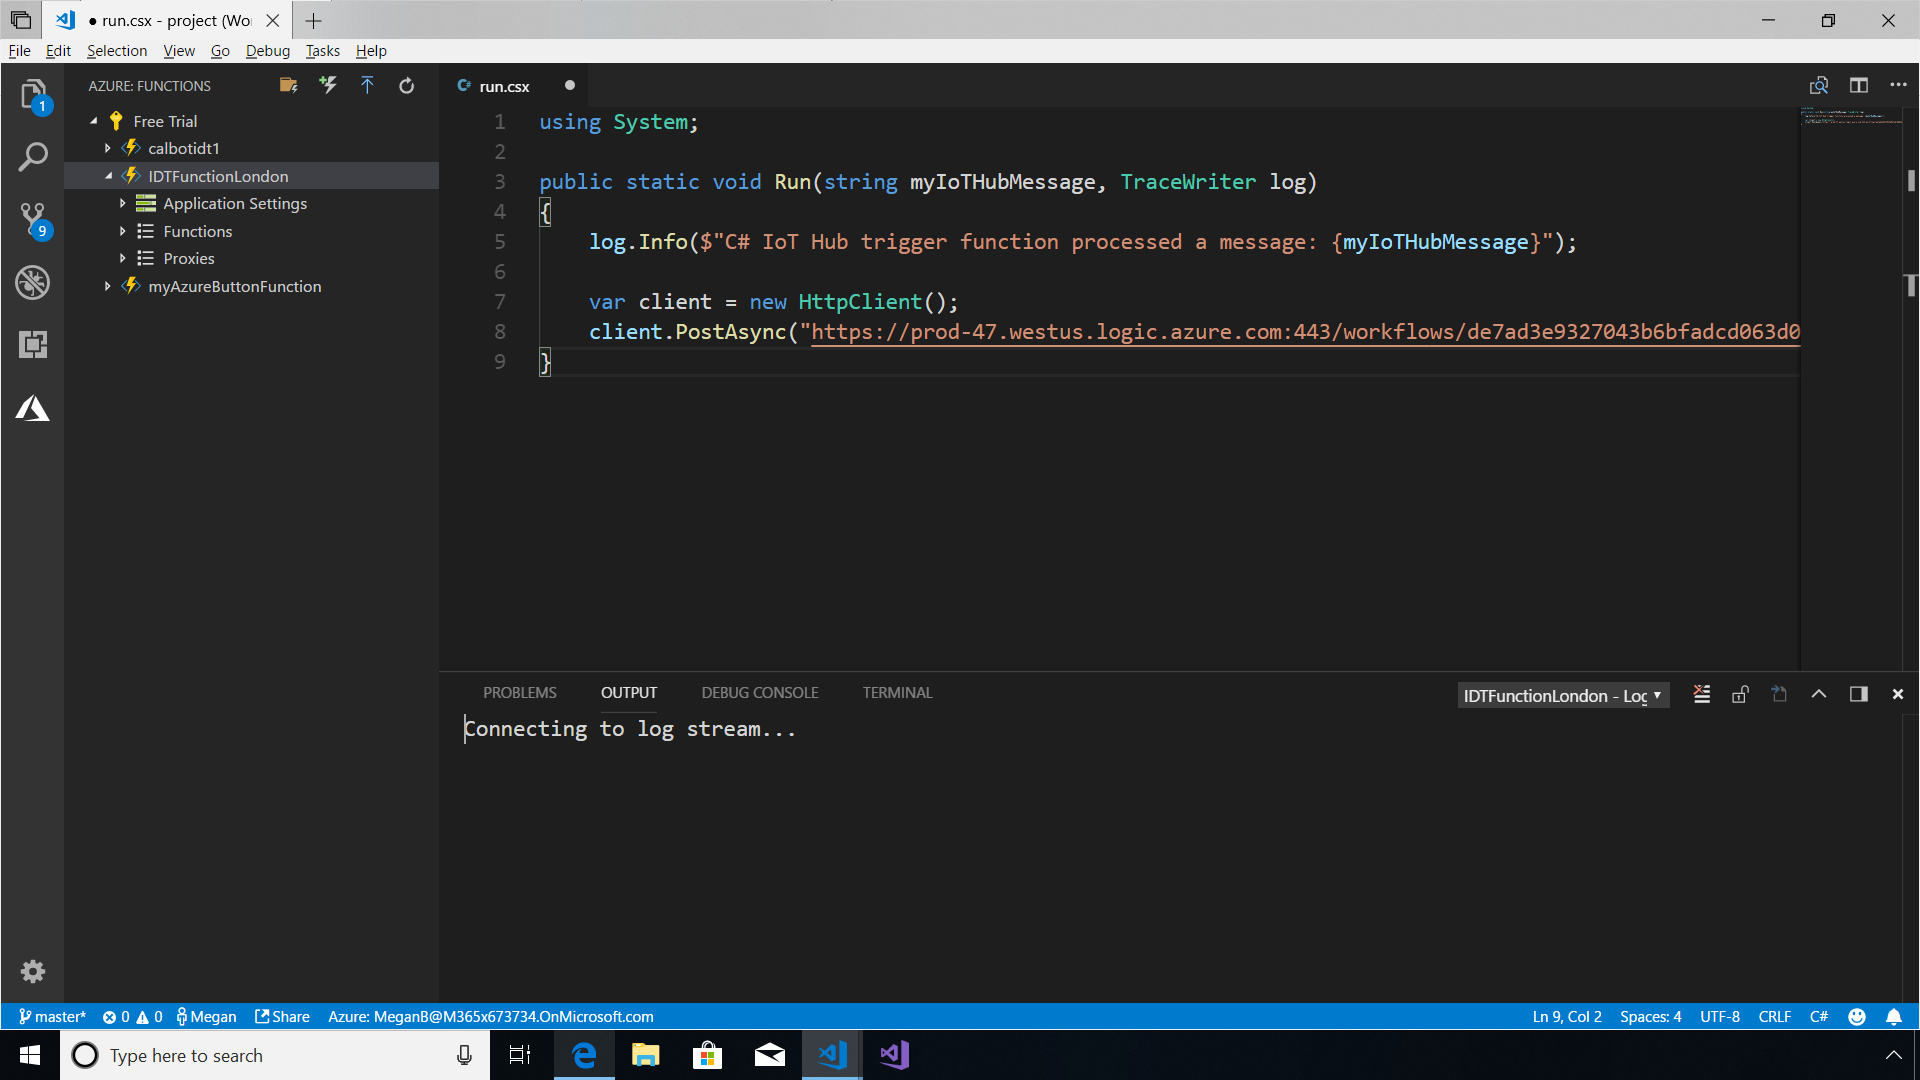 ● run.csx - project (Wo
File Edit Selection View Go Debug Tasks Help
AZURE: FUNCTIONS
Free Trial
calbotidt1
IDTFunctionLondon
Application Settings
Functions
Proxies
myAzureButtonFunction
1
9
C# run.csx
1 using System;
2
3 public static void Run(string myIoTHubMessage, TraceWriter log)
4 {
5 log.Info($"C# IoT Hub trigger function processed a message: {myIoTHubMessage}");
6
7 var client = new HttpClient();
8 client.PostAsync("https://prod-47.westus.logic.azure.com:443/workflows/de7ad3e9327043b6bfadcd063d0
9 }
PROBLEMS OUTPUT DEBUG CONSOLE TERMINAL
IDTFunctionLondon - Log
Connecting to log stream...
master* 0 0 Megan Share Azure: MeganB@M365x673734.OnMicrosoft.com Ln 9, Col 2 Spaces: 4 UTF-8 CRLF C#
Type here to search